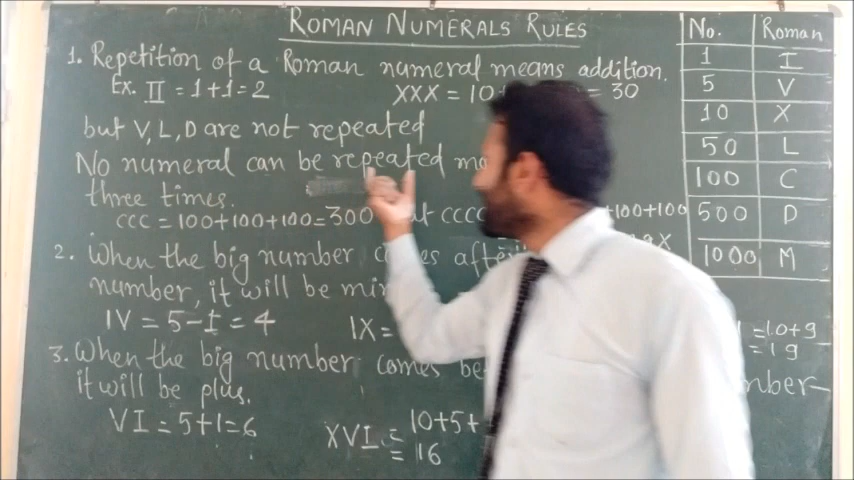 ROMAN NUMERALS RULES
1. Repetition of a Roman numeral means addition.
Ex. II = 1+1=2 XXX = 10 = 30
but V, L, D are not repeated
No numeral can be repeated
three times.
CCC = 100+100+100=300 CCCC +100+100
2. When the big number comes after
number, it will be
IV = 5-I = 4 IX = =10+9
=19
3. When the big number comes
it will be plus.
VI = 5+1=6 XVI = 10+5+
= 16
No. Roman
1 I
5 V
10 X
50 L
100 C
500 D
1000 M